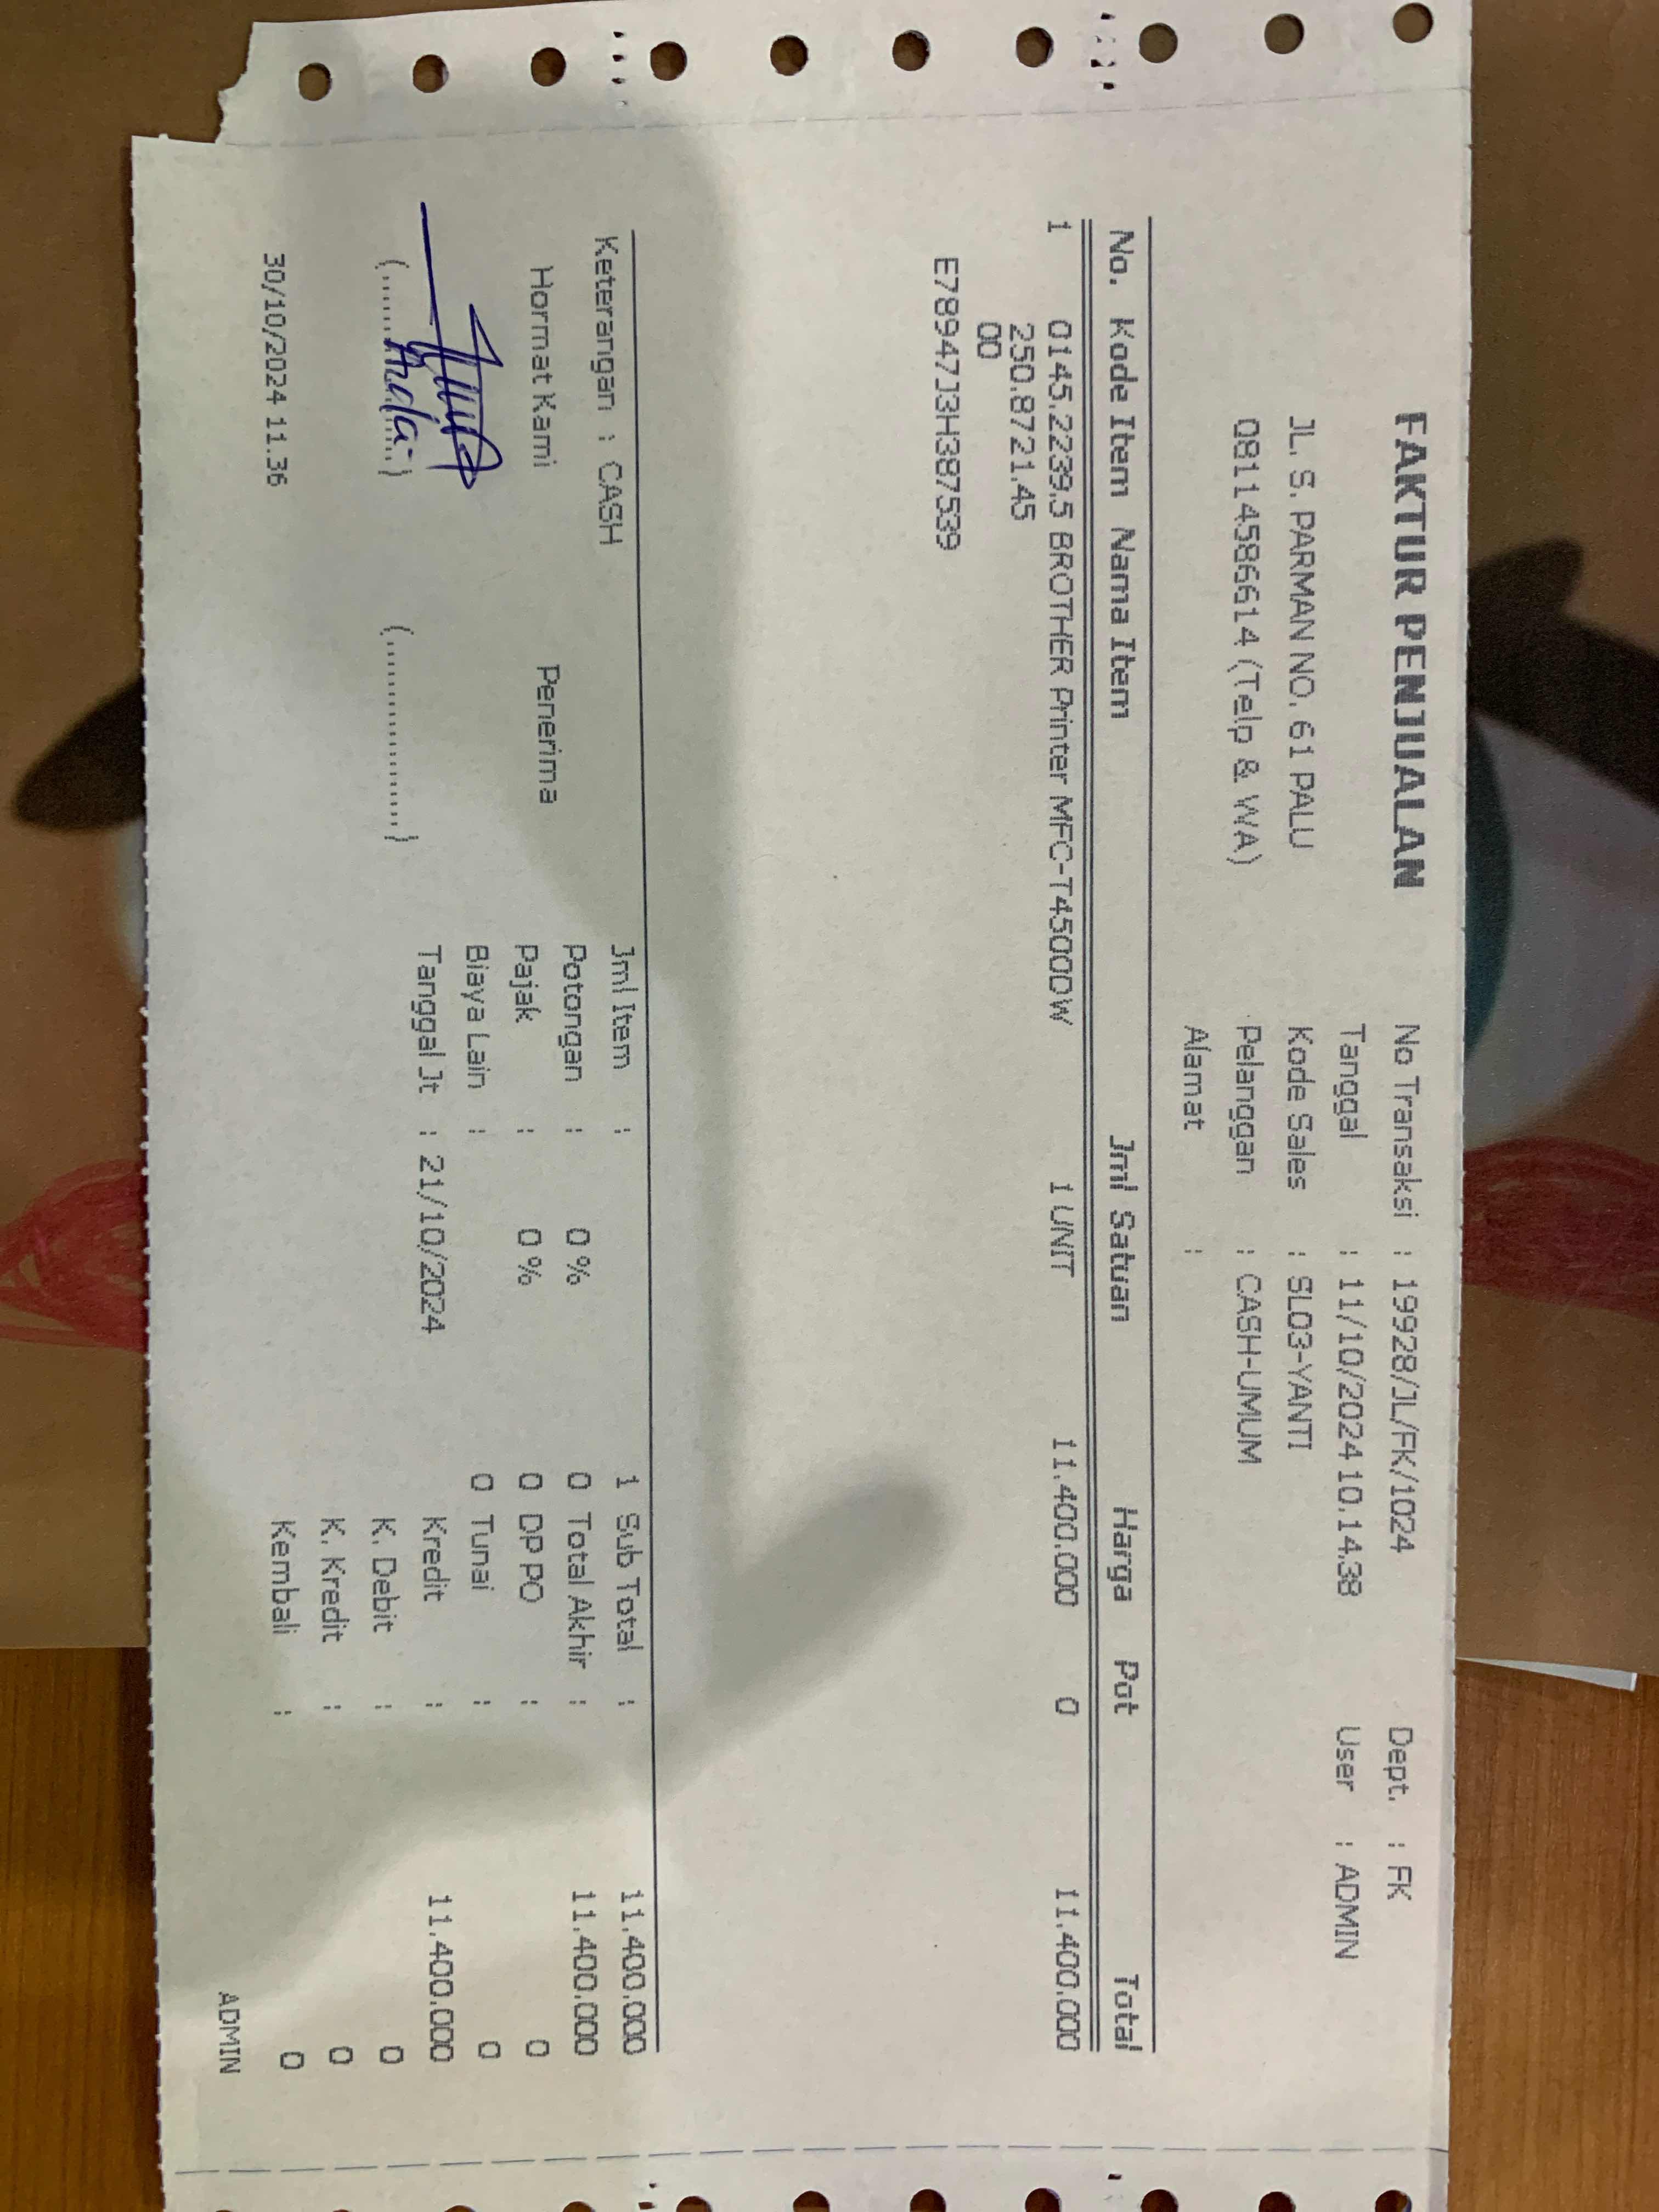 FAKTUR PENJUALAN
JL. S. PARMAN NO. 61 PALU
08114586614 (Telp & WA)
No Transaksi : 19928/JL/FK/1024
Tanggal : 11/10/2024 10.14.38
Kode Sales : SL03-YANTI
Pelanggan : CASH-UMUM
Alamat :
Dept. : FK
User : ADMIN
No. Kode Item Nama Item Jml Satuan Harga Pot Total
1 0145.2239.5 BROTHER Printer MFC-T4500DW 1 UNIT 11.400.000 0 11.400.000
250.8721.45
00
E78947J3H387539
Keterangan : CASH
Hormat Kami Penerima
(.......Andai.....) (....................)
30/10/2024 11.36
Jml Item : 1
Potongan : 0 % 0
Pajak : 0 % 0
Biaya Lain : 0
Tanggal Jt : 21/10/2024
Sub Total : 11.400.000
Total Akhir : 11.400.000
DP PO : 0
Tunai : 0
Kredit : 11.400.000
K. Debit : 0
K. Kredit : 0
Kembali : 0
ADMIN